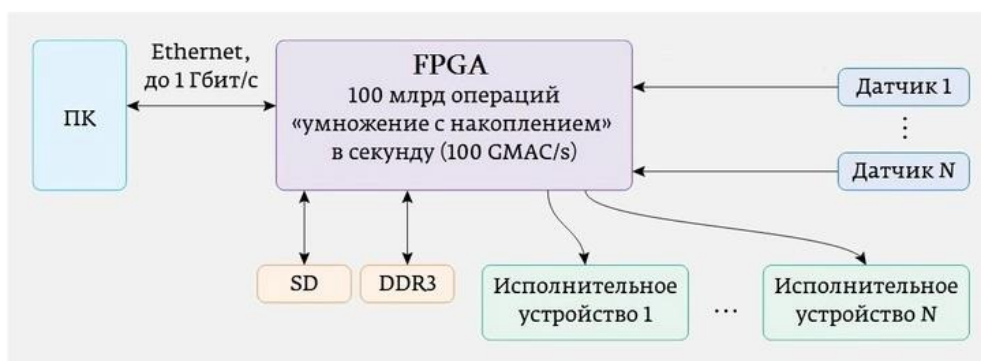 ПК
Ethernet,
до 1 Гбит/с
FPGA
100 млрд операций
«умножение с накоплением»
в секунду (100 GMAC/s)
Датчик 1
⋮
Датчик N
SD
DDR3
Исполнительное
устройство 1
...
Исполнительное
устройство N